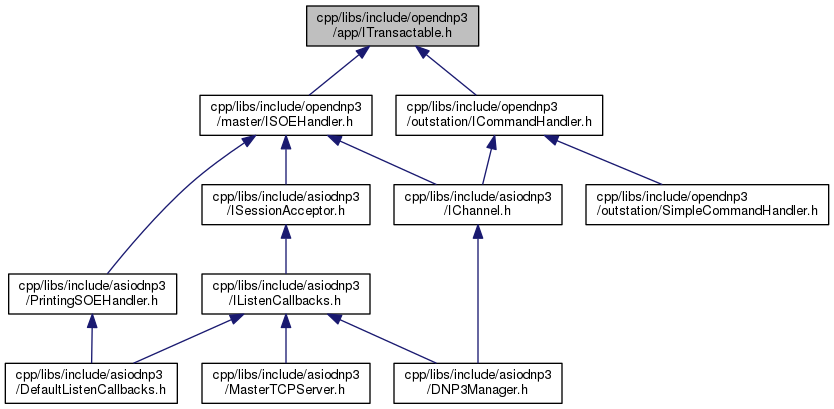 cpp/libs/include/opendnp3
/app/ITransactable.h
cpp/libs/include/opendnp3
/master/ISOEHandler.h
cpp/libs/include/opendnp3
/outstation/ICommandHandler.h
cpp/libs/include/asiodnp3
/ISessionAcceptor.h
cpp/libs/include/asiodnp3
/IChannel.h
cpp/libs/include/opendnp3
/outstation/SimpleCommandHandler.h
cpp/libs/include/asiodnp3
/PrintingSOEHandler.h
cpp/libs/include/asiodnp3
/IListenCallbacks.h
cpp/libs/include/asiodnp3
/DefaultListenCallbacks.h
cpp/libs/include/asiodnp3
/MasterTCPServer.h
cpp/libs/include/asiodnp3
/DNP3Manager.h